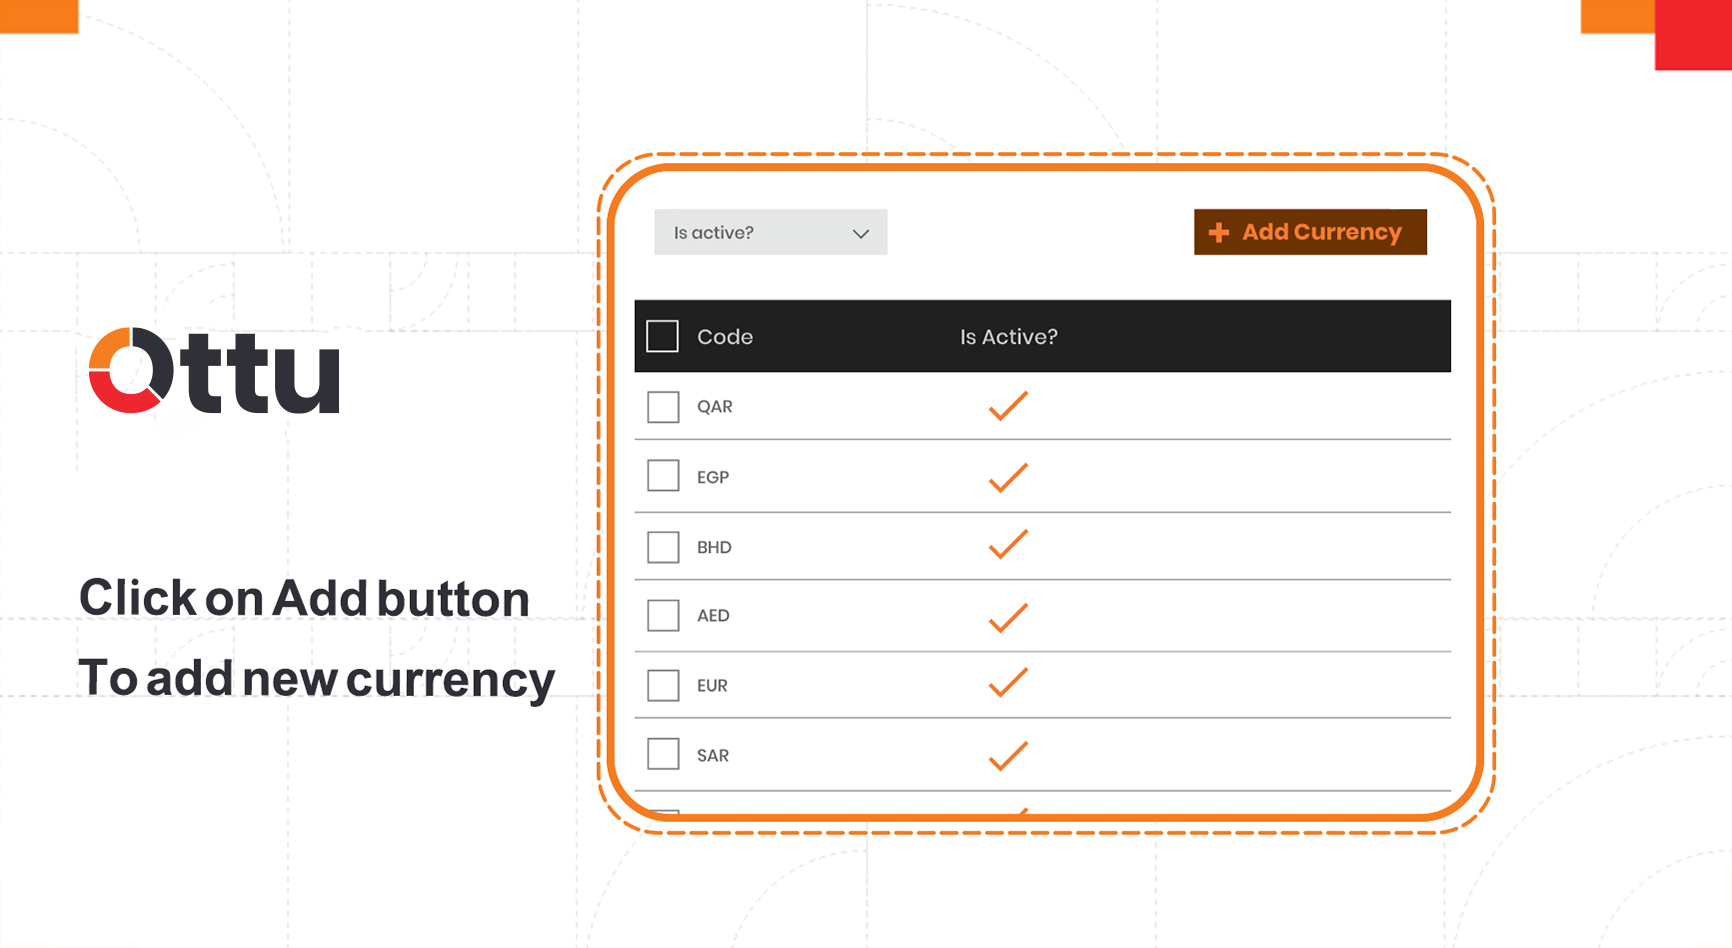 Ottu
Click on Add button
To add new currency
Is active?
+ Add Currency
Code Is Active?
QAR
EGP
BHD
AED
EUR
SAR